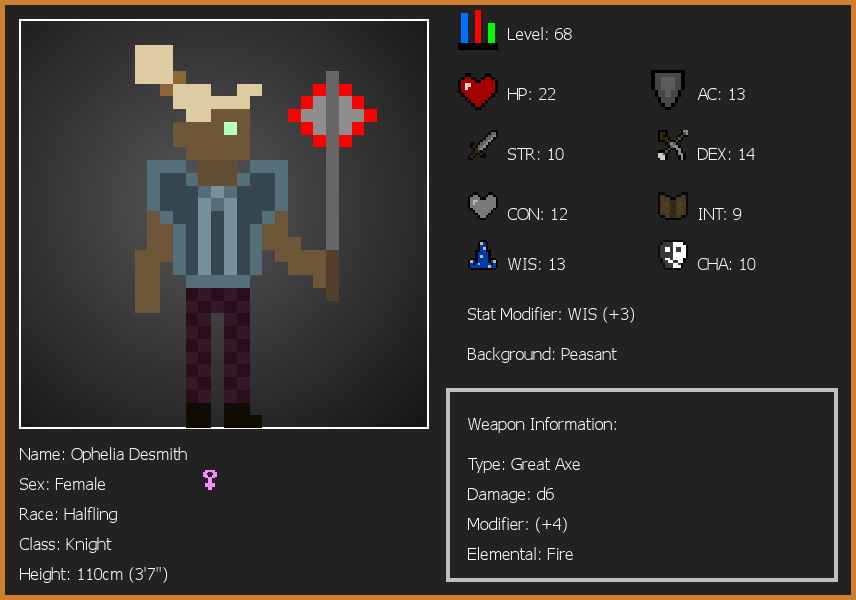 Level: 68
HP: 22
AC: 13
STR: 10
DEX: 14
CON: 12
INT: 9
WIS: 13
CHA: 10
Stat Modifier: WIS (+3)
Background: Peasant
Weapon Information:
Type: Great Axe
Damage: d6
Modifier: (+4)
Elemental: Fire
Name: Ophelia Desmith
Sex: Female
Race: Halfling
Class: Knight
Height: 110cm (3'7")